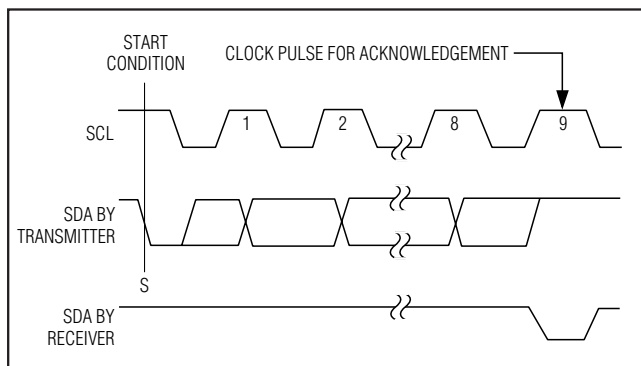 START
CONDITION
CLOCK PULSE FOR ACKNOWLEDGEMENT
SCL
1
2
8
9
SDA BY
TRANSMITTER
S
SDA BY
RECEIVER